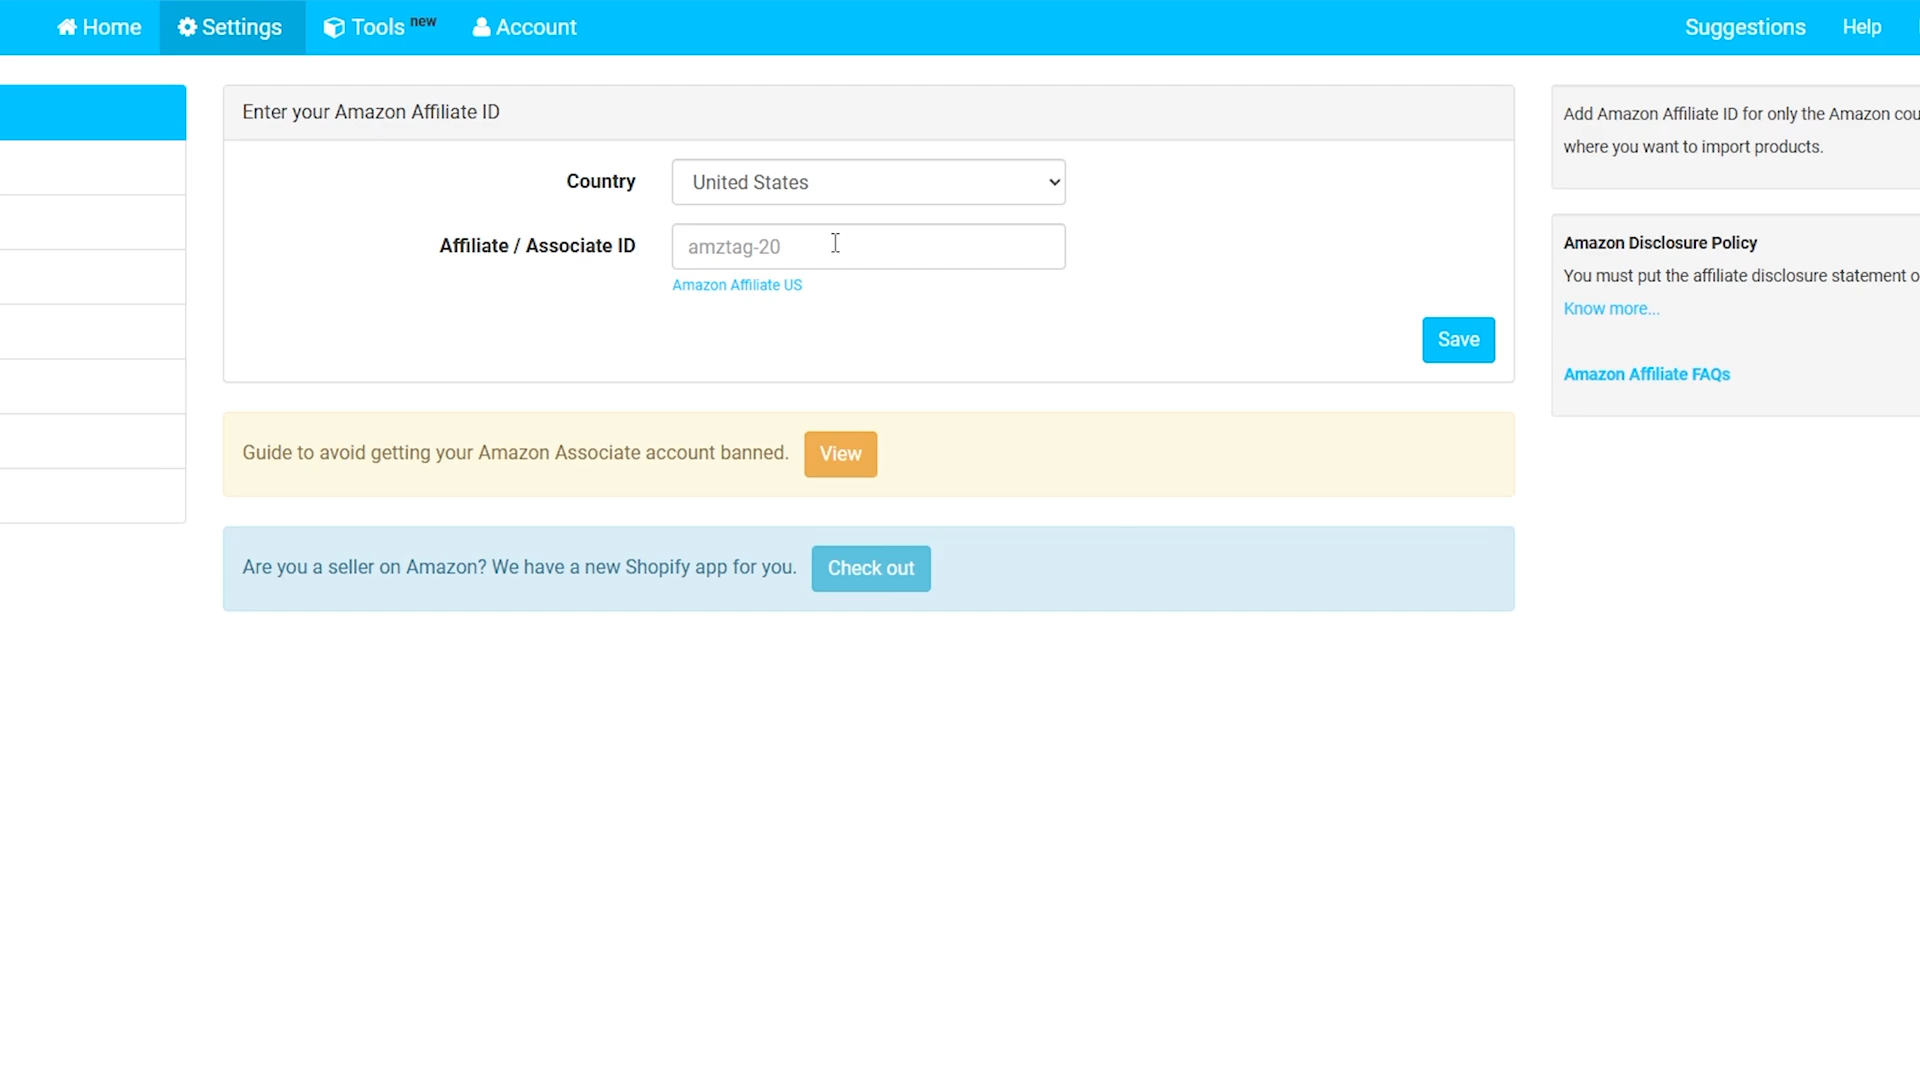 Home Settings Tools new Account Suggestions Help
Enter your Amazon Affiliate ID
Country United States
Affiliate / Associate ID amztag-20
Amazon Affiliate US
Save
Guide to avoid getting your Amazon Associate account banned. View
Are you a seller on Amazon? We have a new Shopify app for you. Check out
Add Amazon Affiliate ID for only the Amazon cou
where you want to import products.
Amazon Disclosure Policy
You must put the affiliate disclosure statement o
Know more...
Amazon Affiliate FAQs